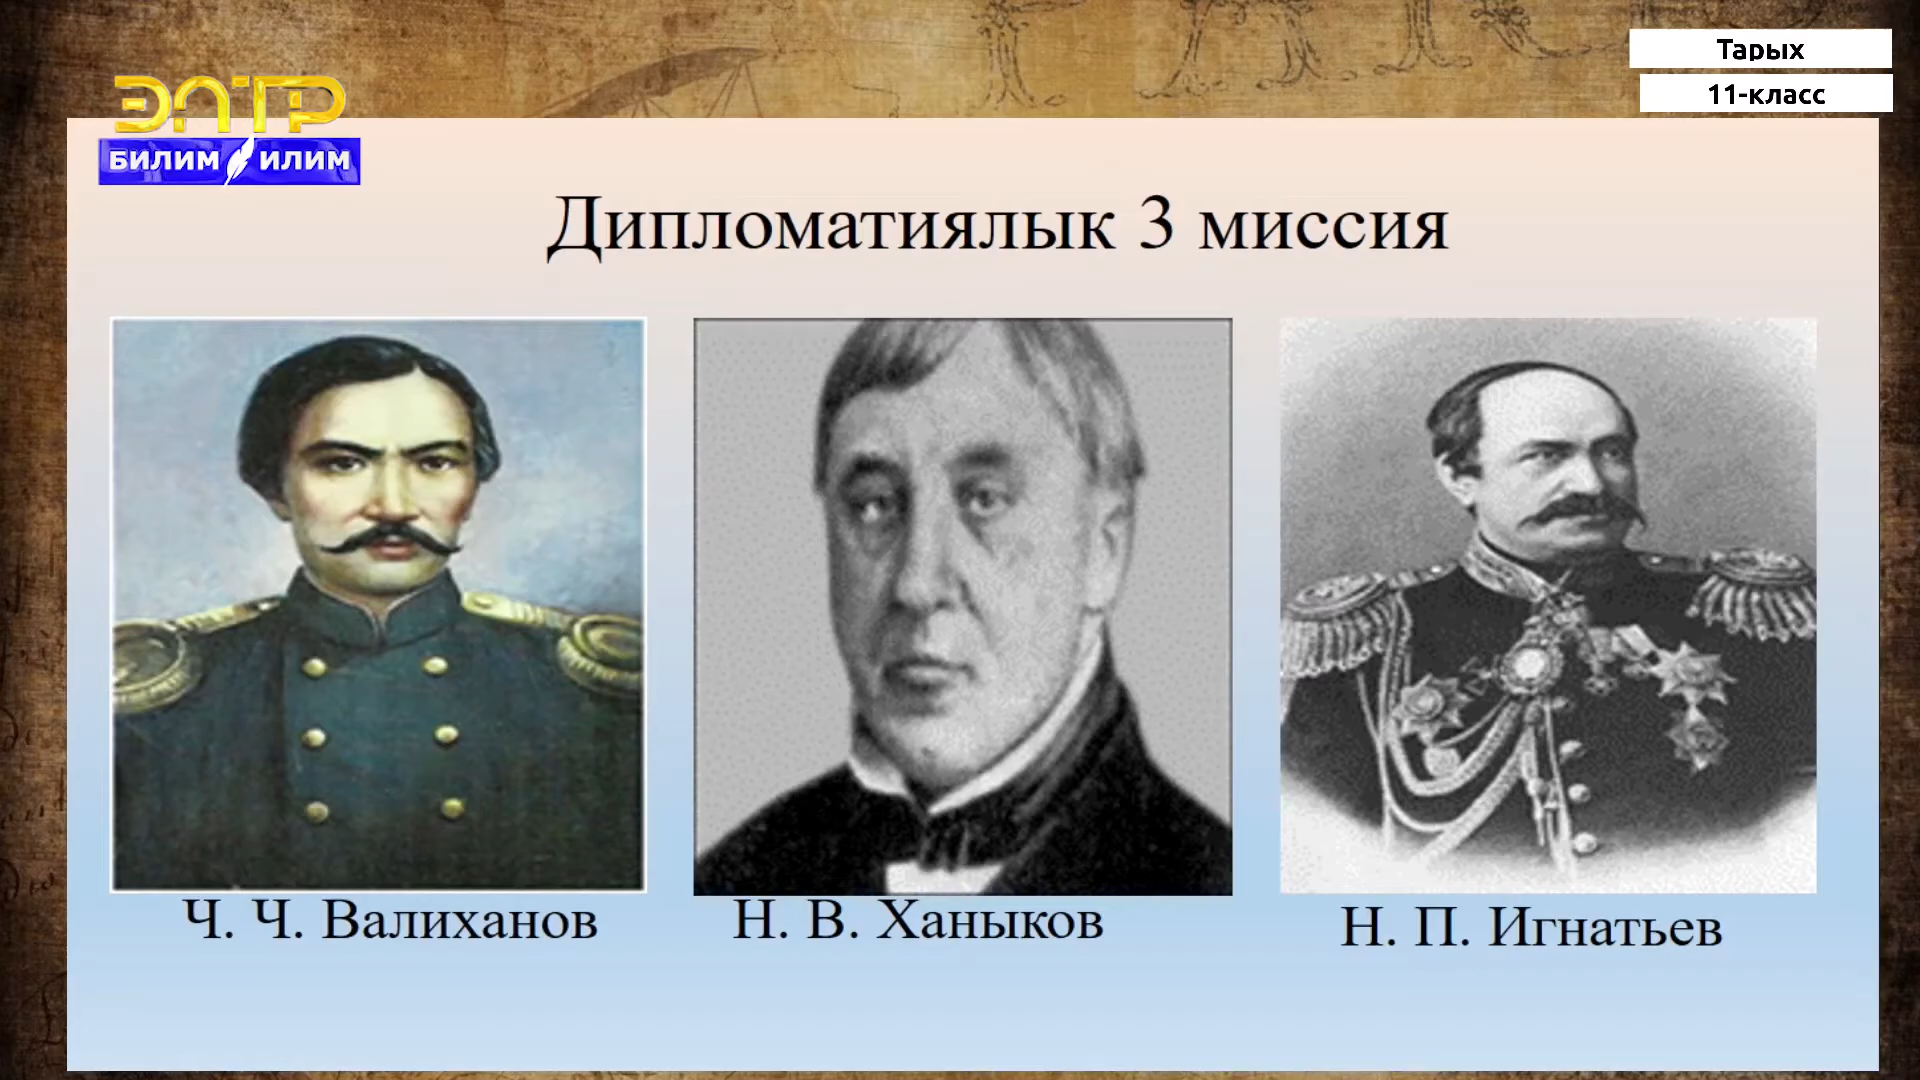 Тарых
11-класс
ЭЛТР
БИЛИМ ИЛИМ
Дипломатиялык 3 миссия
Ч. Ч. Валиханов
Н. В. Ханыков
Н. П. Игнатьев